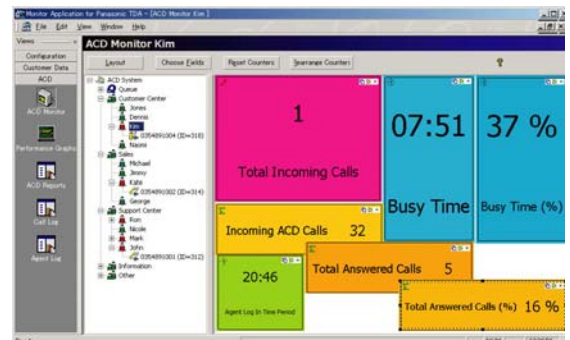 Monitor Application for Panasonic TDA - [ACD Monitor Kim ]
File Edit View Window Help
Views
ACD Monitor Kim
Configuration
Customer Data
ACD
Layout
Choose Fields
Reset Counters
Rearrange Counters
ACD Monitor
Performance Graphs
ACD Reports
Call Log
Agent Log
ACD System
Queue
Customer Center
Jones
Dennis
Kim
0354891004 (ID=318)
Naomi
Sales
Michael
Jimmy
Kate
0354891002 (ID=314)
George
Support Center
Ron
Nicole
Mark
John
0354891001 (ID=312)
Information
Other
1
Total Incoming Calls
07:51
Busy Time
37 %
Busy Time (%)
Incoming ACD Calls 32
Total Answered Calls 5
20:46
Agent Log In Time Period
Total Answered Calls (%) 16 %